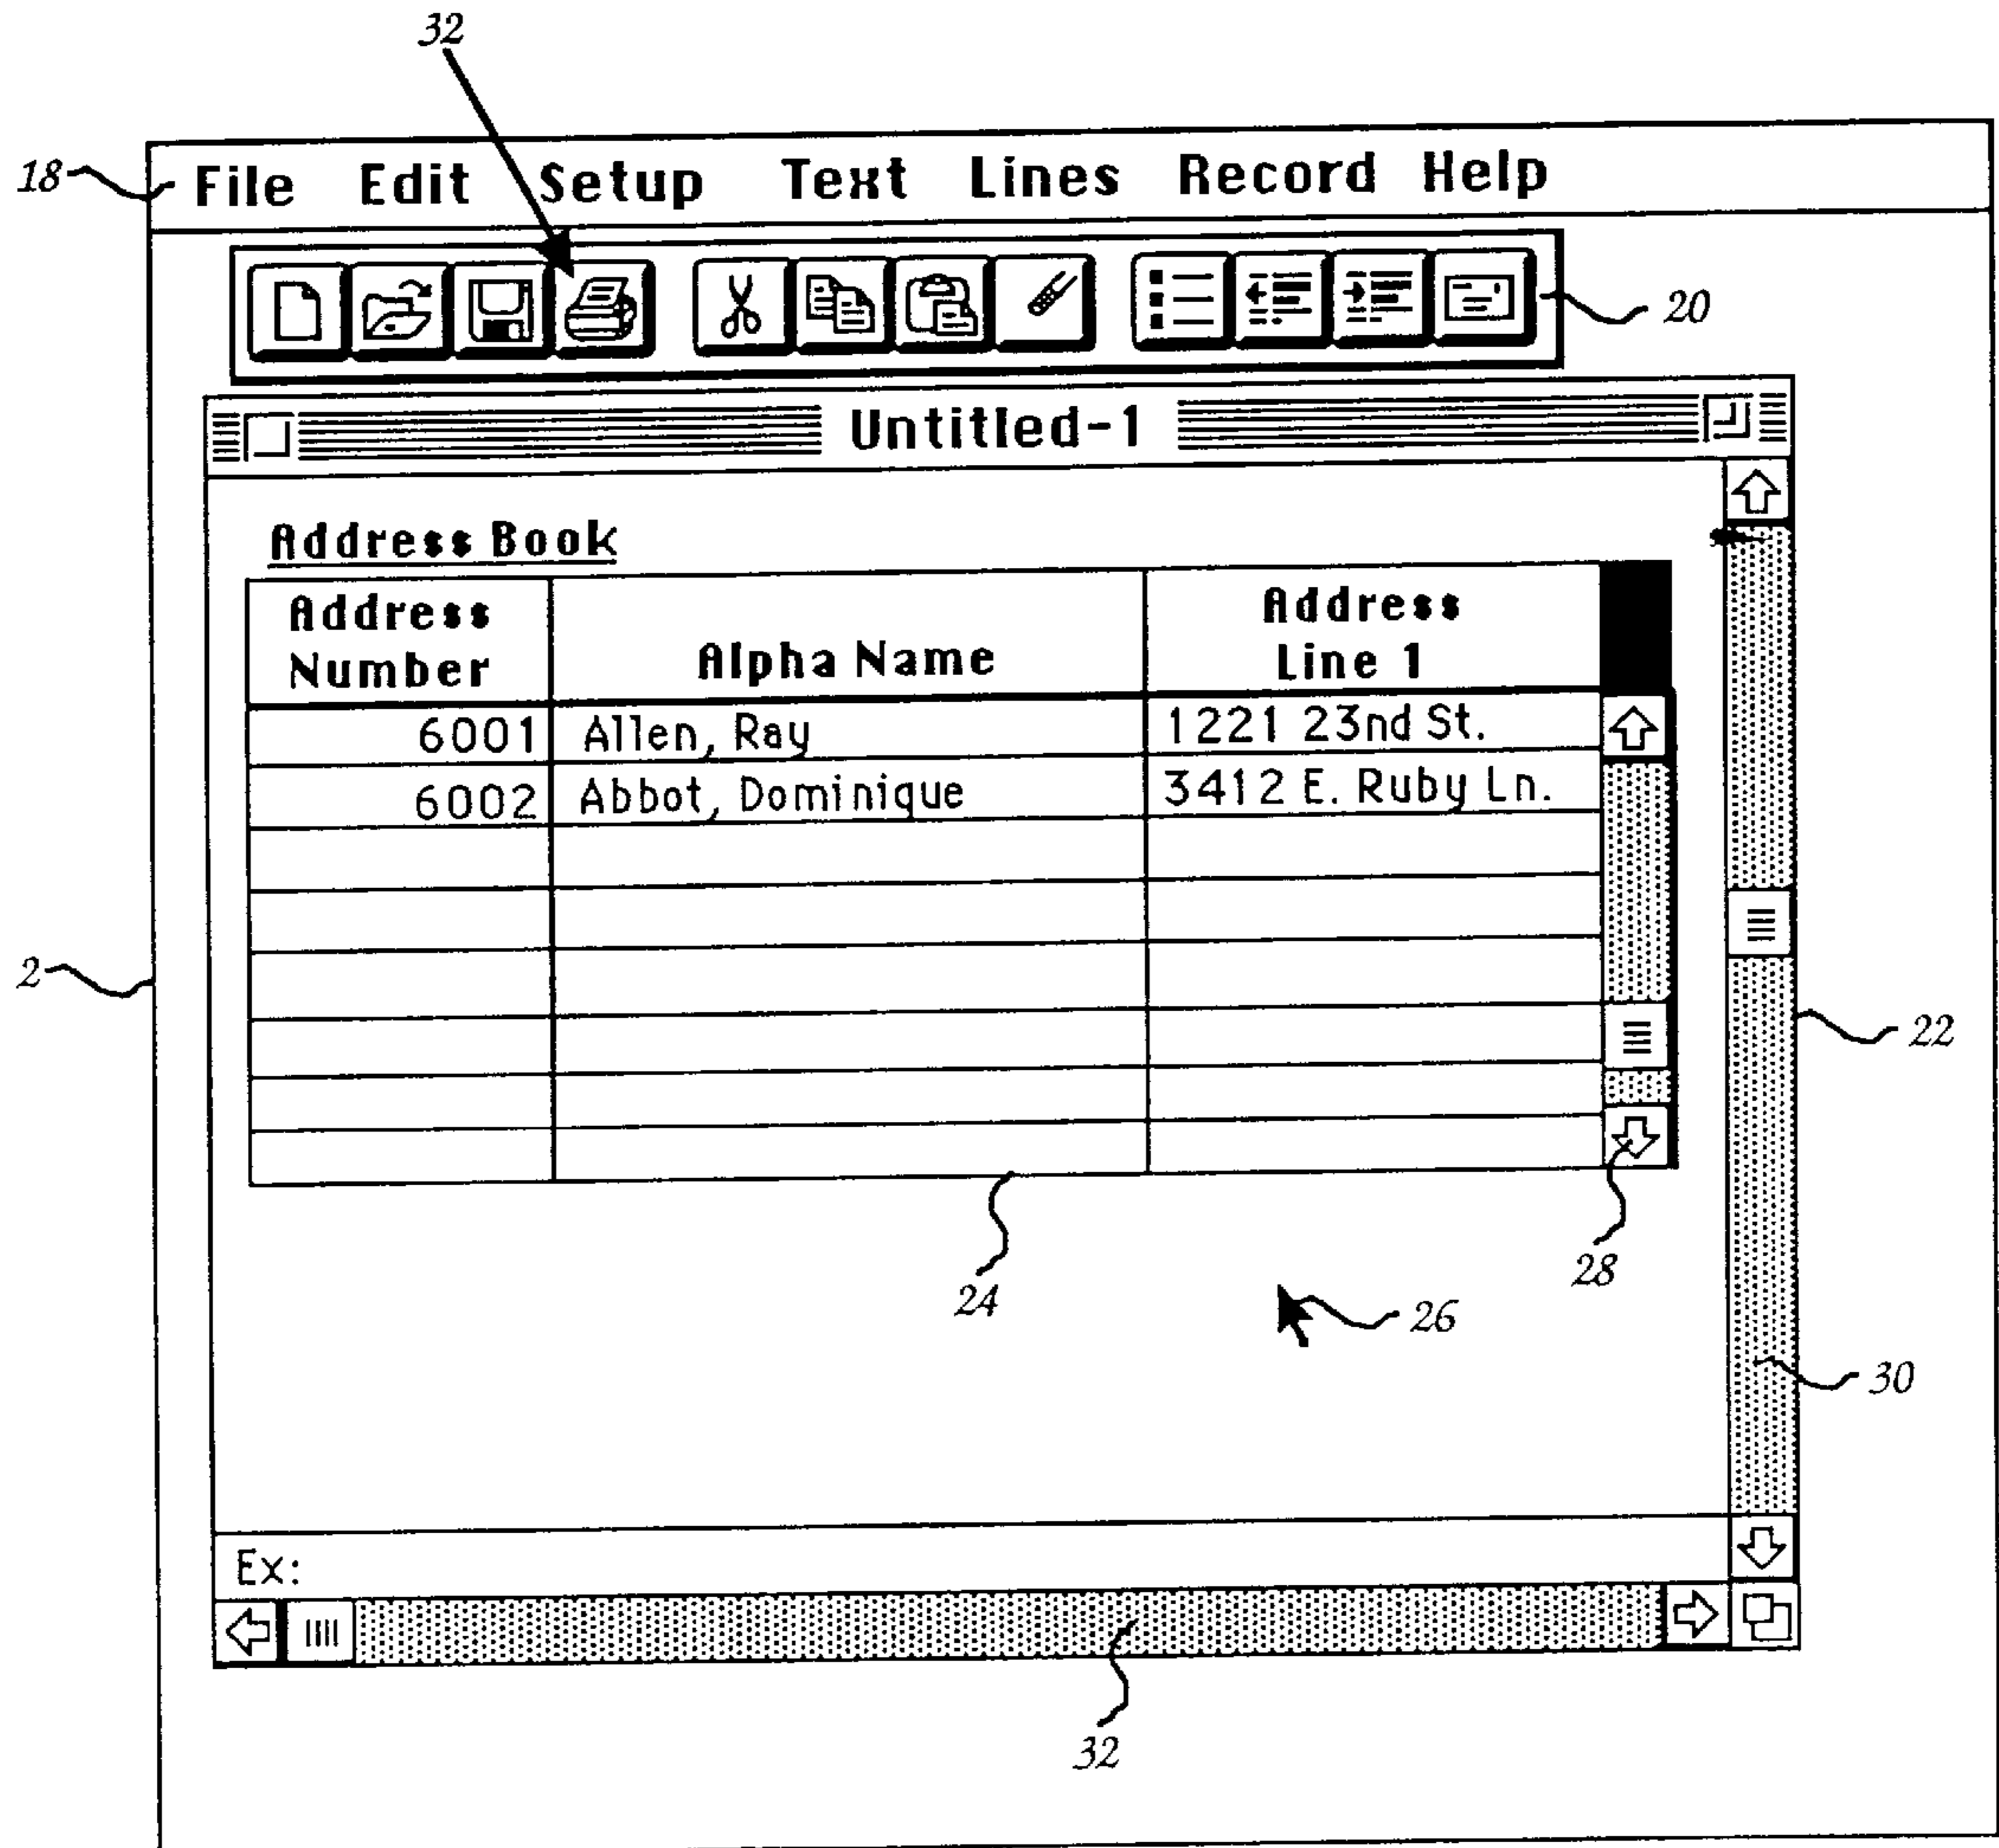 32
18 File Edit Setup Text Lines Record Help
20
Untitled-1
Address Book
Address Number Alpha Name Address Line 1
6001 Allen, Ray 1221 23nd St.
6002 Abbot, Dominique 3412 E. Ruby Ln.
2
22
28
24
26
30
Ex:
32